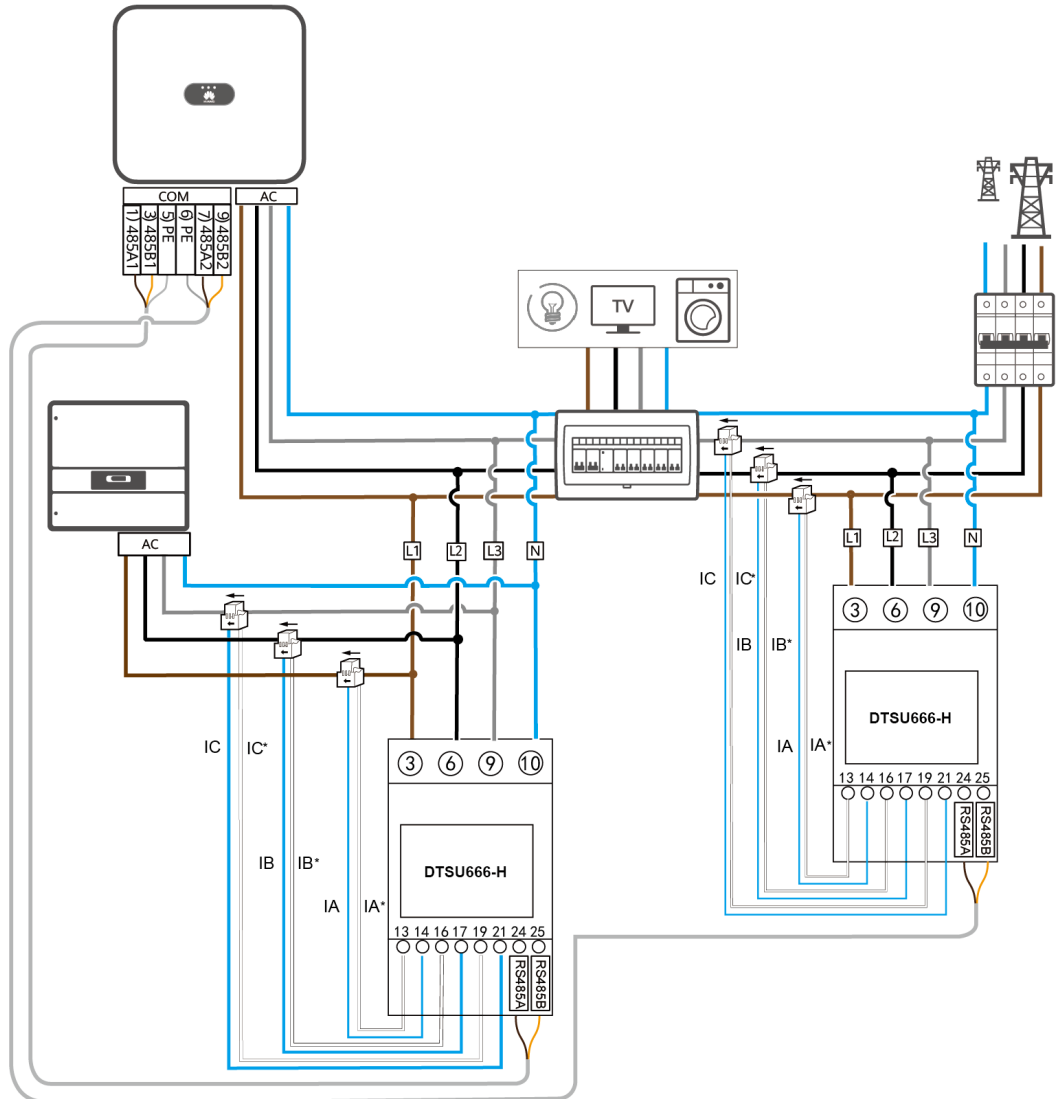 COM
AC
1) 485A1
3) 485B1
5) PE
6) PE
7) 485A2
9) 485B2
TV
AC
L1
L2
L3
N
L1
L2
L3
N
IC
IC*
IB
IB*
IA
IA*
3
6
9
10
DTSU666-H
13 14 16 17 19 21 24 25
RS485A
RS485B
IC
IC*
IB
IB*
IA
IA*
3
6
9
10
DTSU666-H
13 14 16 17 19 21 24 25
RS485A
RS485B